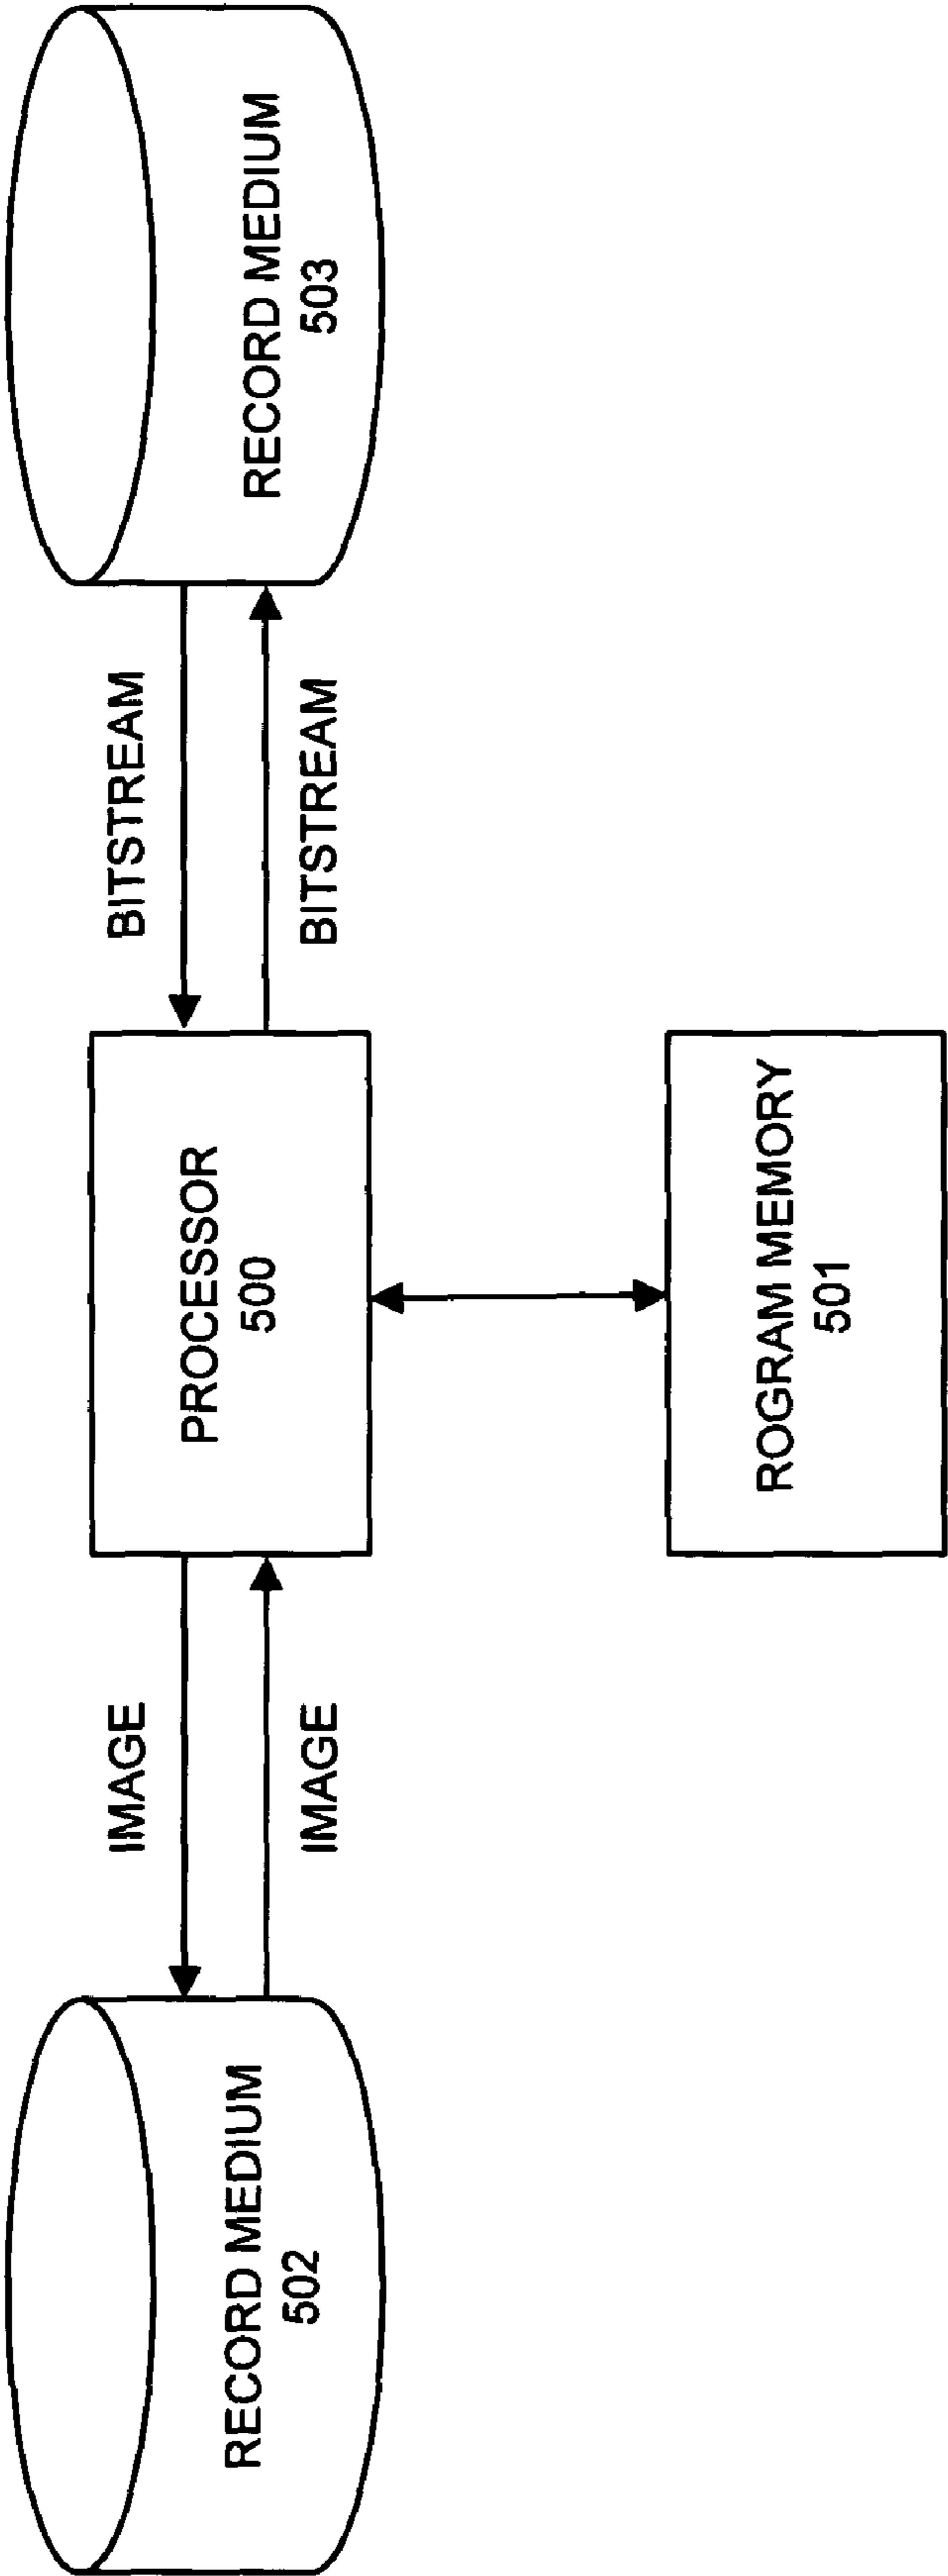 RECORD MEDIUM
502
IMAGE
IMAGE
PROCESSOR
500
BITSTREAM
BITSTREAM
RECORD MEDIUM
503
ROGRAM MEMORY
501